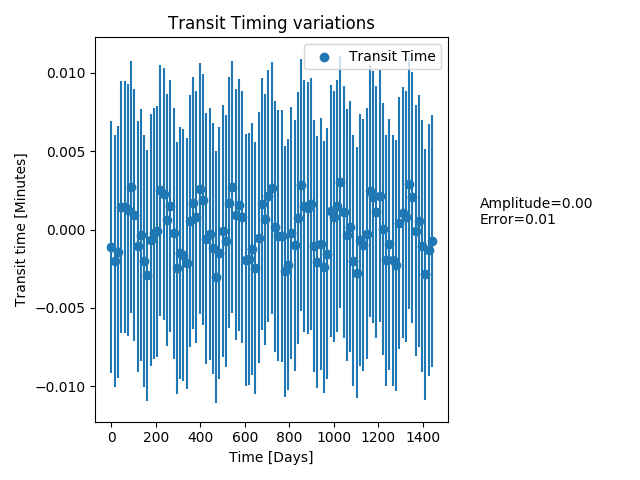 Transit Timing variations
Transit Time
0.010
0.005
0.000
−0.005
−0.010
Transit time [Minutes]
0 200 400 600 800 1000 1200 1400
Time [Days]
Amplitude=0.00
Error=0.01